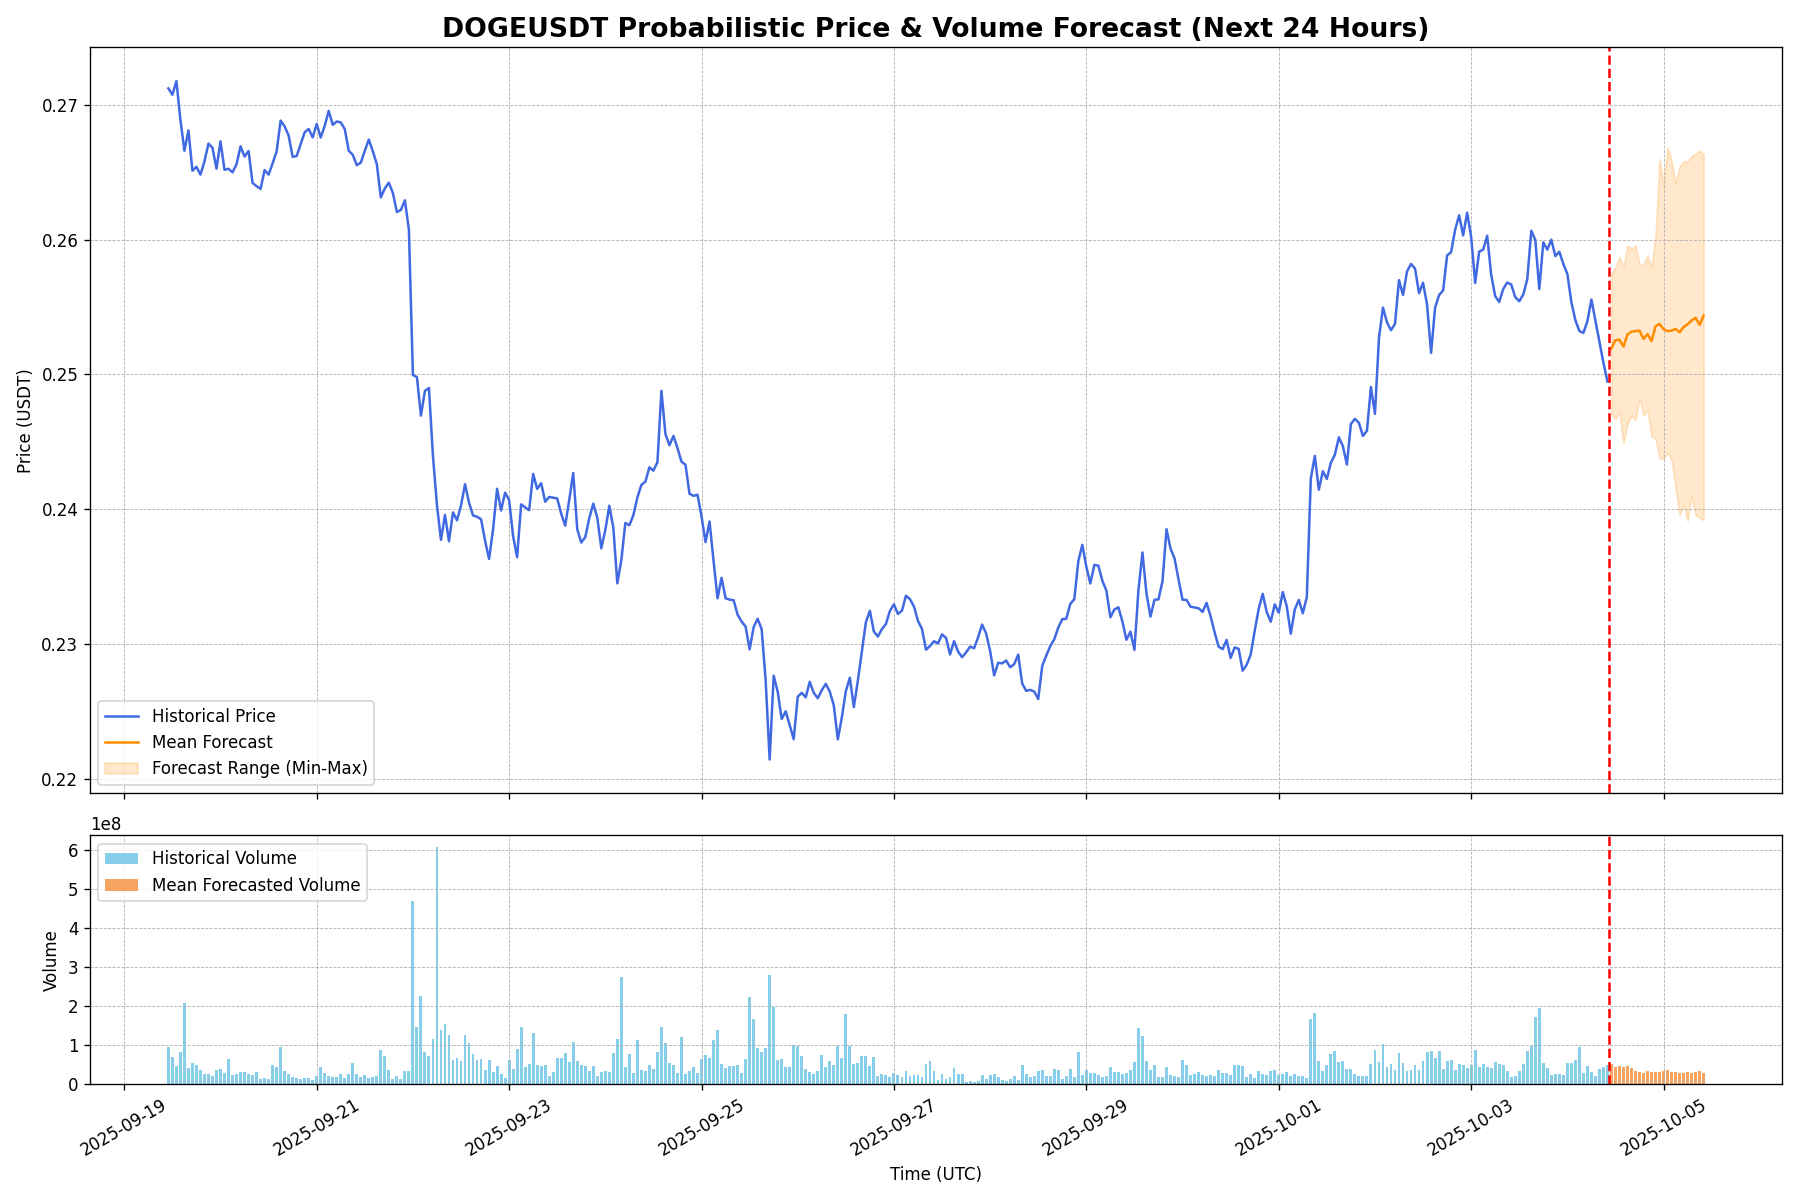 DOGEUSDT Probabilistic Price & Volume Forecast (Next 24 Hours)
0.27
0.26
0.25
0.24
0.23
0.22
Price (USDT)
Historical Price
Mean Forecast
Forecast Range (Min-Max)
1e8
6
5
4
3
2
1
0
Volume
Historical Volume
Mean Forecasted Volume
2025-09-19
2025-09-21
2025-09-23
2025-09-25
2025-09-27
2025-09-29
2025-10-01
2025-10-03
2025-10-05
Time (UTC)